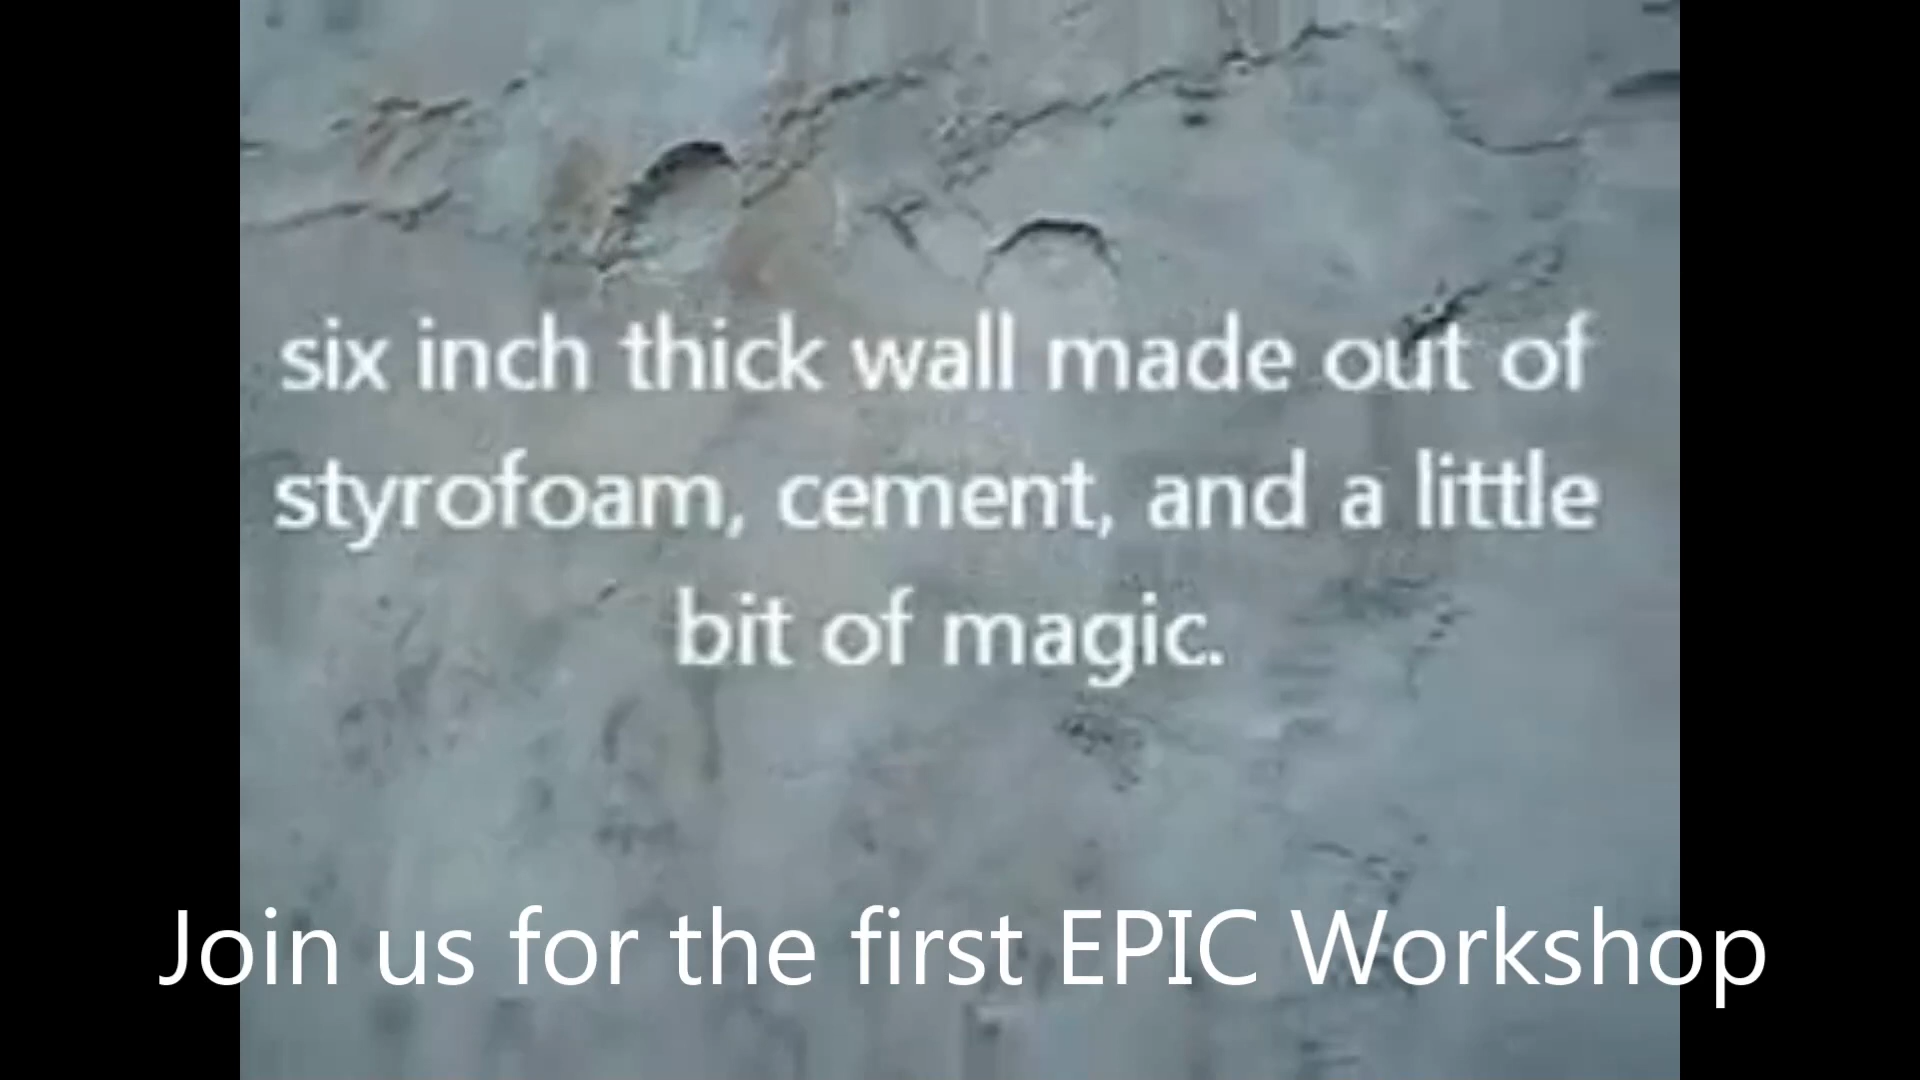 six inch thick wall made out of
styrofoam, cement, and a little
bit of magic.
Join us for the first EPIC Workshop